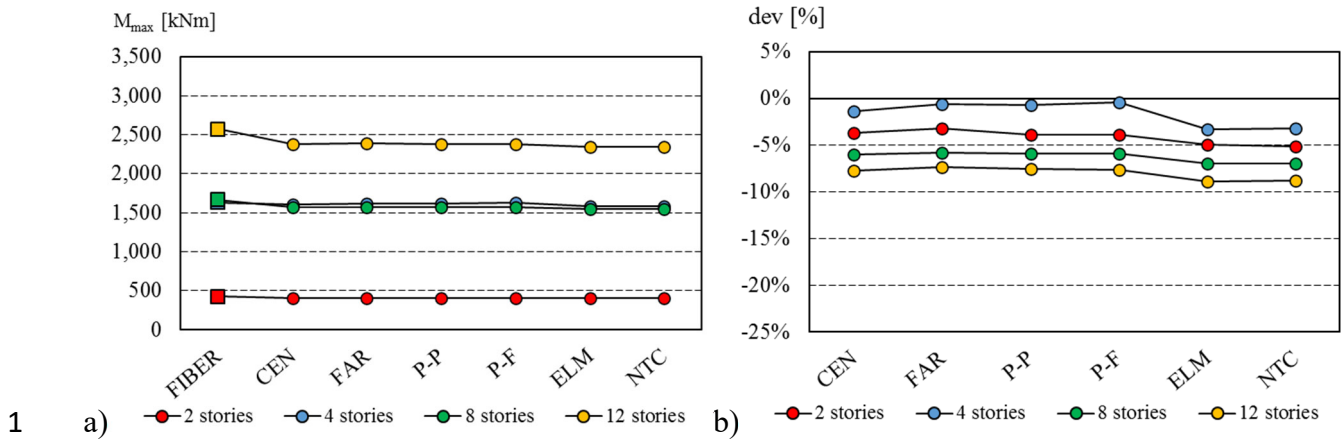 M_max [kNm]
3,500
3,000
2,500
2,000
1,500
1,000
500
0
FIBER CEN FAR P-P P-F ELM NTC
2 stories 4 stories 8 stories 12 stories
1 a)
dev [%]
5%
0%
-5%
-10%
-15%
-20%
-25%
CEN FAR P-P P-F ELM NTC
2 stories 4 stories 8 stories 12 stories
b)